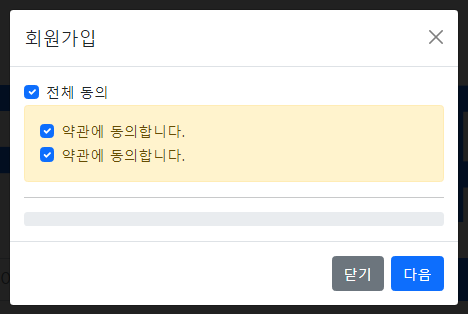 회원가입
전체 동의
약관에 동의합니다.
약관에 동의합니다.
닫기
다음